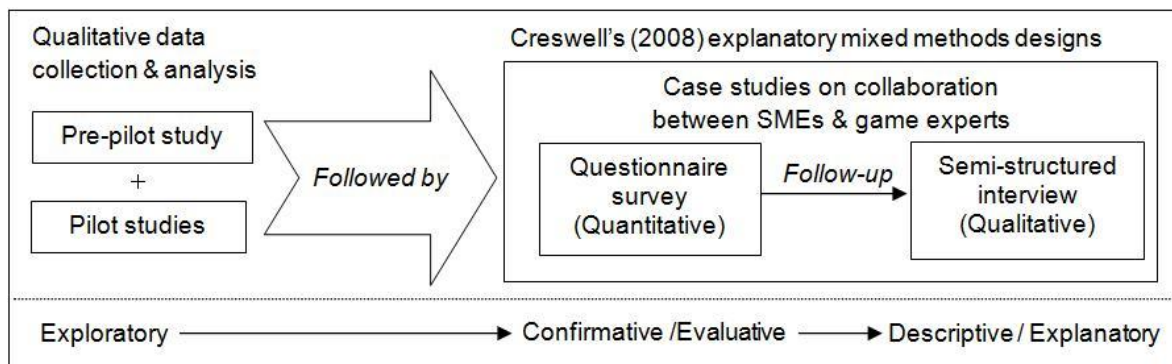 Qualitative data
collection & analysis
Pre-pilot study
+
Pilot studies
Followed by
Creswell’s (2008) explanatory mixed methods designs
Case studies on collaboration
between SMEs & game experts
Questionnaire
survey
(Quantitative)
Follow-up
Semi-structured
interview
(Qualitative)
Exploratory
Confirmative /Evaluative
Descriptive / Explanatory